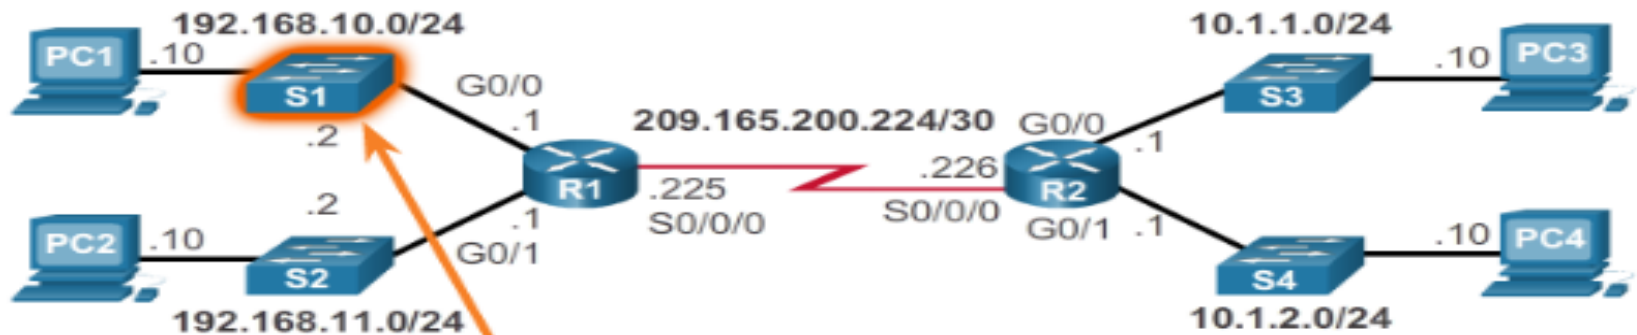 192.168.10.0/24
10.1.1.0/24
PC1
.10
S1
G0/0
.1
.2
209.165.200.224/30
G0/0
.1
S3
.10
PC3
R1
.225
S0/0/0
.226
S0/0/0
R2
.2
.1
G0/1
G0/1
.1
PC2
.10
S2
S4
.10
PC4
192.168.11.0/24
10.1.2.0/24